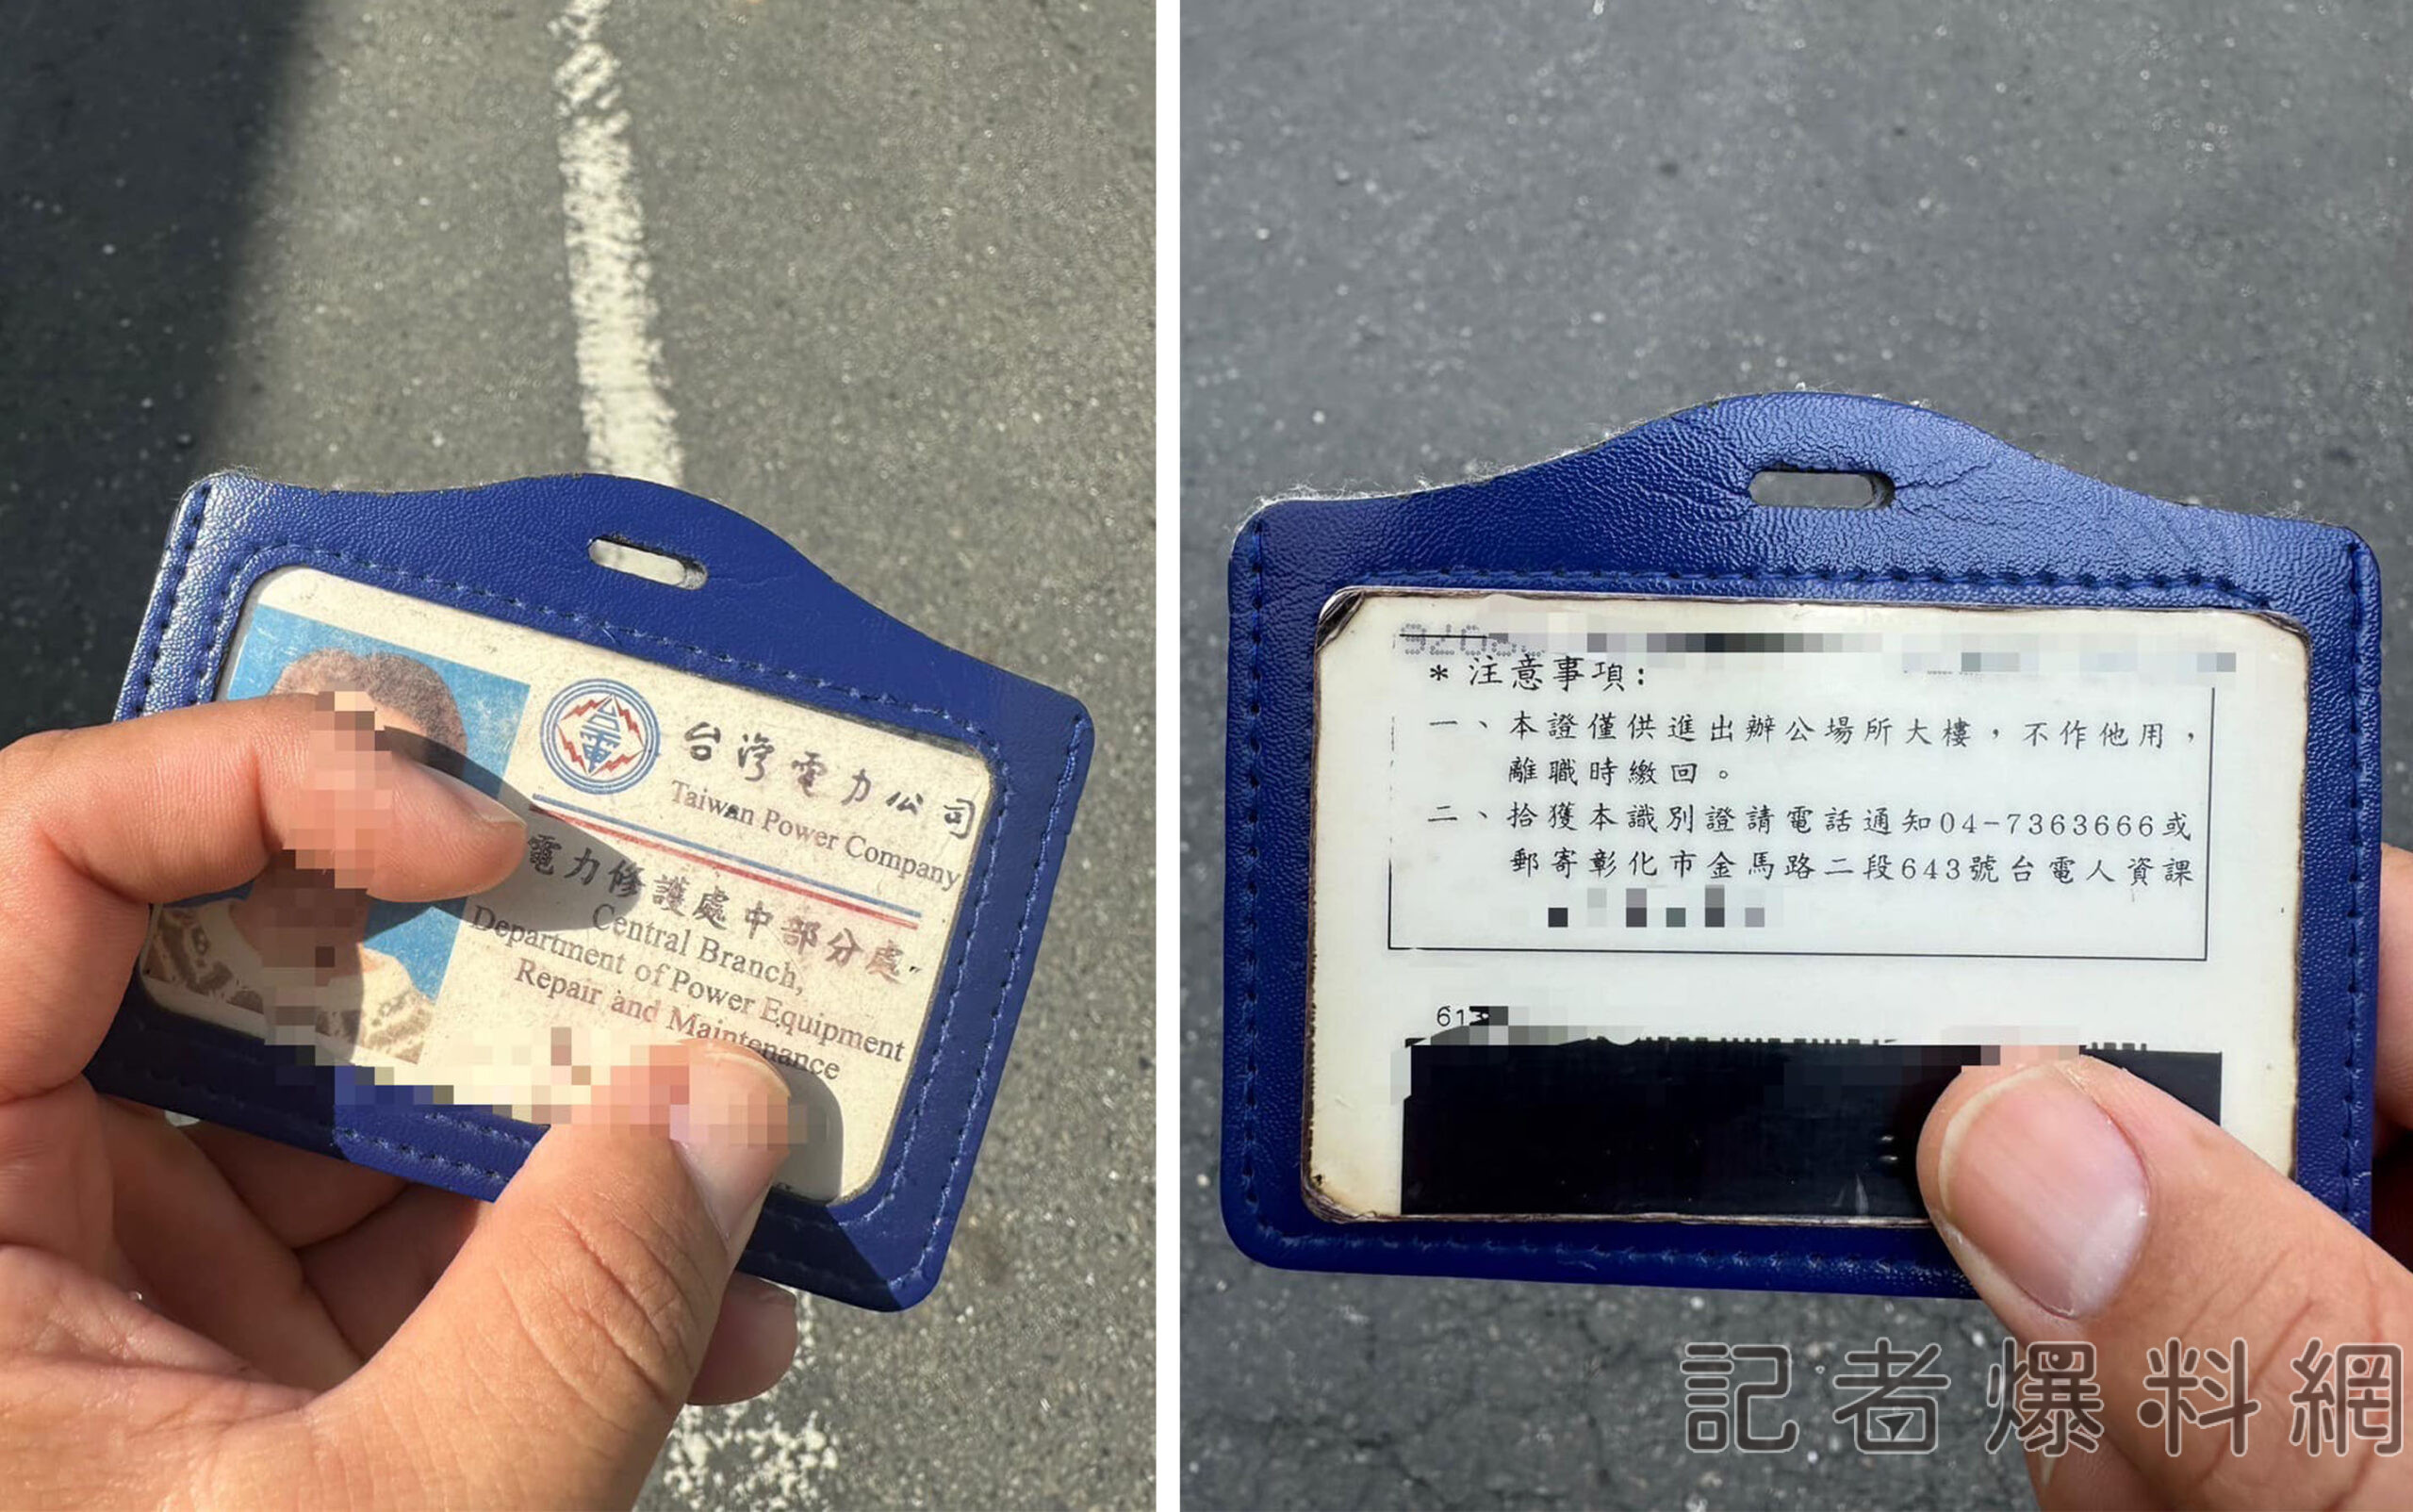 台電
台灣電力公司
Taiwan Power Company
電力修護處中部分處
Central Branch,
Department of Power Equipment
Repair and Maintenance
* 注意事項:
一、本證僅供進出辦公場所大樓,不作他用,
離職時繳回。
二、拾獲本識別證請電話通知04-7363666或
郵寄彰化市金馬路二段643號台電人資課
記者爆料網